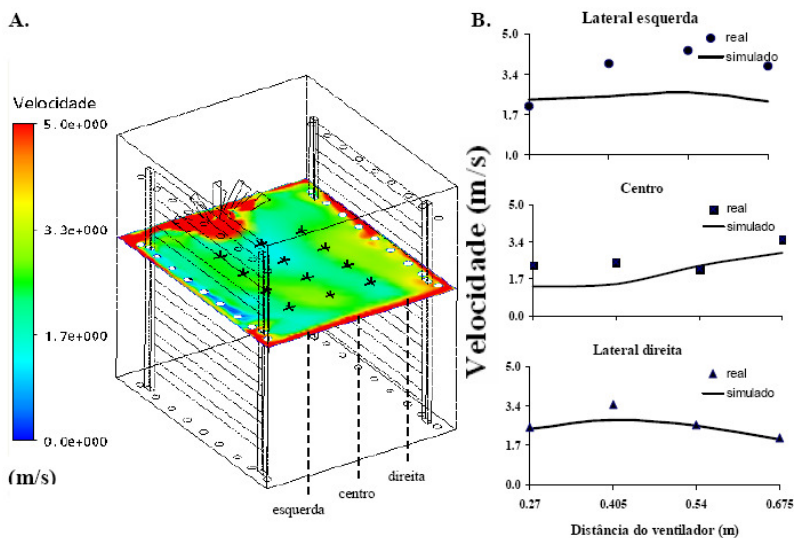 A.
Velocidade
5.0e+000
3.3e+000
1.7e+000
0.0e+000
(m/s)
esquerda
centro
direita
B.
Lateral esquerda
real
simulado
5.0
3.4
1.7
1.0
Velocidade (m/s)
Centro
real
simulado
5.0
3.4
1.7
0.0
Lateral direita
real
simulado
5.0
3.4
1.7
0.0
0.27
0.405
0.54
0.675
Distância do ventilador (m)